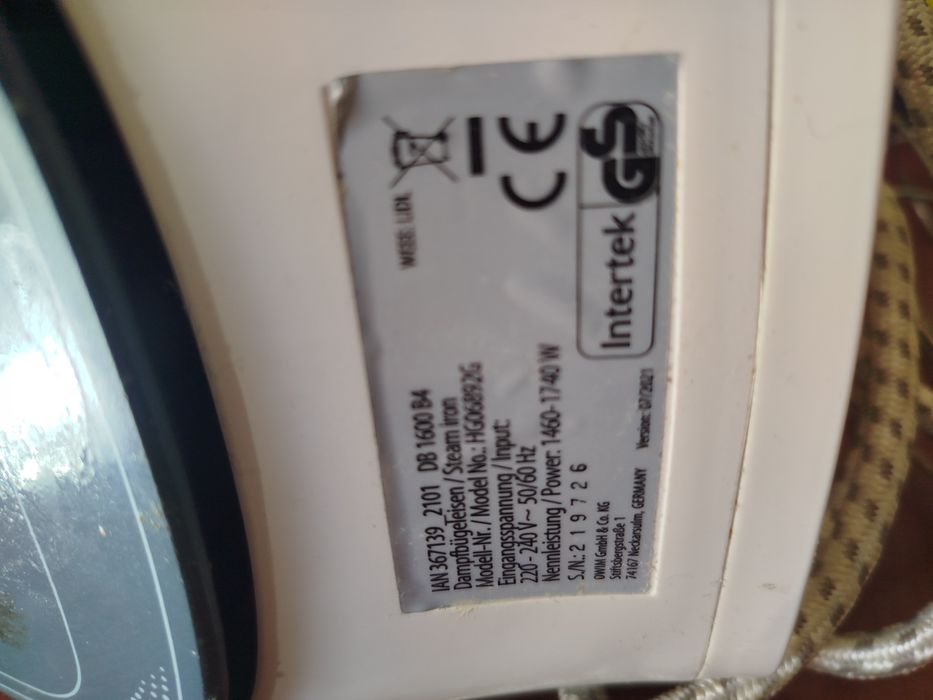 IAN 367139_2101 DB 1600 B4
Dampfbügeleisen / Steam iron
Modell-Nr. / Model No.: HG06892G
Eingangsspannung / Input:
220 - 240 V ~ 50/60 Hz
Nennleistung / Power: 1460-1740 W
S./N.: 2 1 9 7 2 6
OWIM GmbH & Co. KG
Stiftsbergstraße 1
74167 Neckarsulm, GERMANY Version: 07/2021
LIDL
CE
Intertek
GS